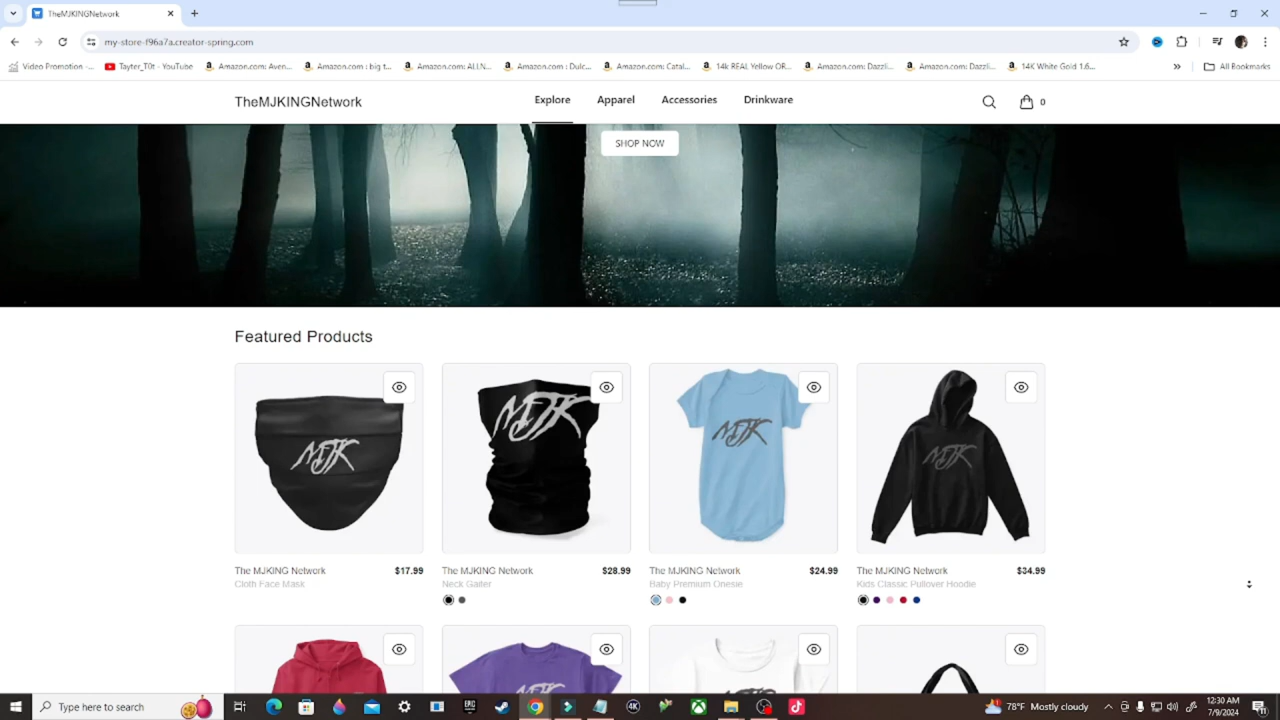 TheMJKINGNetwork
my-store-f96a7a.creator-spring.com
Video Promotion -...
Tayter_T0t - YouTube
Amazon.com: Aven...
Amazon.com : big t...
Amazon.com: ALLN...
Amazon.com : Dulc...
Amazon.com: Catal...
14k REAL Yellow OR...
Amazon.com: Dazzli...
Amazon.com: Dazzli...
14K White Gold 1.6...
»
All Bookmarks
TheMJKINGNetwork
Explore
Apparel
Accessories
Drinkware
0
SHOP NOW
Featured Products
MJK
MJK
MJK
MJK
The MJKING Network $17.99
Cloth Face Mask
The MJKING Network $28.99
Neck Gaiter
The MJKING Network $24.99
Baby Premium Onesie
The MJKING Network $34.99
Kids Classic Pullover Hoodie
Type here to search
EPIC
4K
78°F Mostly cloudy
12:30 AM
7/9/2024